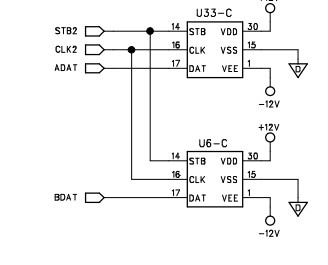 U33-C
STB2 14 STB VDD 30
CLK2 16 CLK VSS 15
ADAT 17 DAT VEE 1
D
-12V
+12V
U6-C
14 STB VDD 30
16 CLK VSS 15
BDAT 17 DAT VEE 1
D
-12V